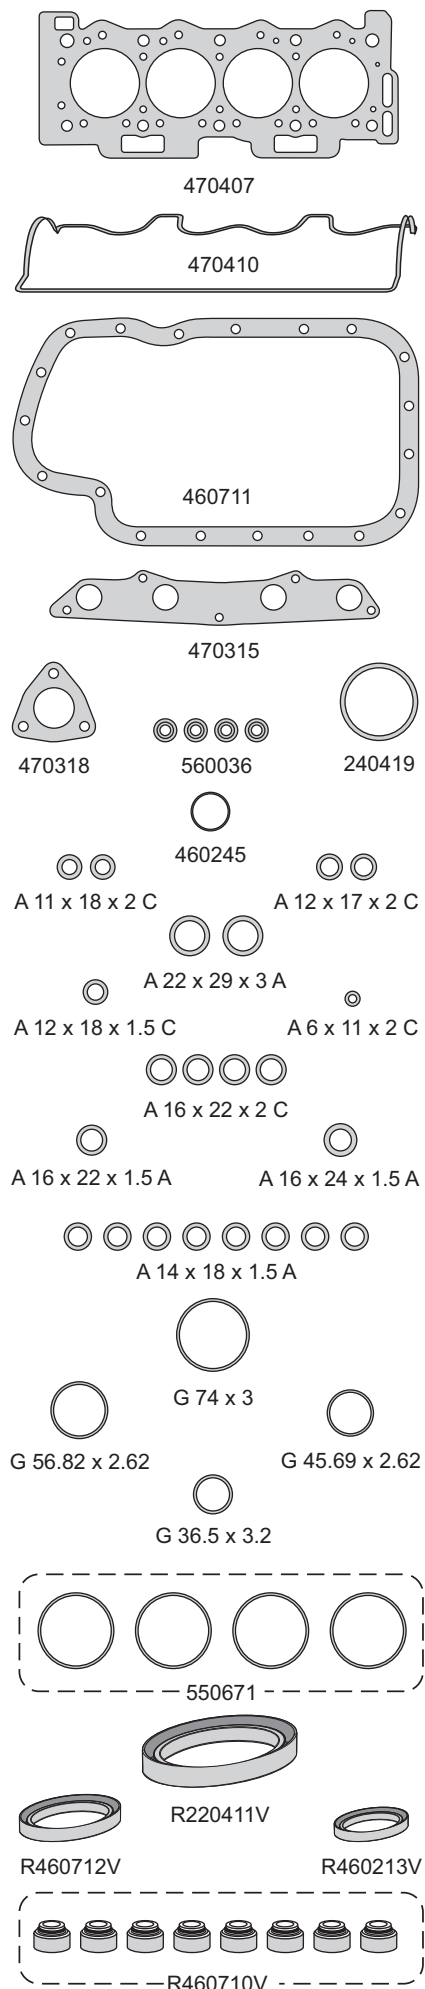 470407
470410
460711
470315
470318
560036
240419
460245
A 11 x 18 x 2 C
A 12 x 17 x 2 C
A 22 x 29 x 3 A
A 12 x 18 x 1.5 C
A 6 x 11 x 2 C
A 16 x 22 x 2 C
A 16 x 22 x 1.5 A
A 16 x 24 x 1.5 A
A 14 x 18 x 1.5 A
G 74 x 3
G 56.82 x 2.62
G 45.69 x 2.62
G 36.5 x 3.2
550671
R220411V
R460712V
R460213V
R460710V